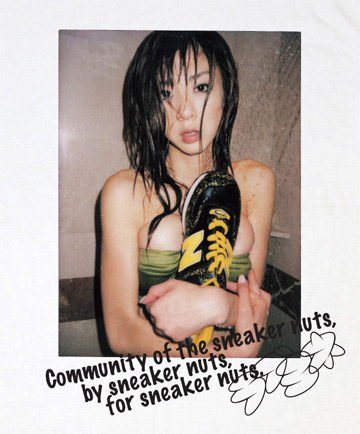 N
Community of the sneaker nuts,
by sneaker nuts,
for sneaker nuts.